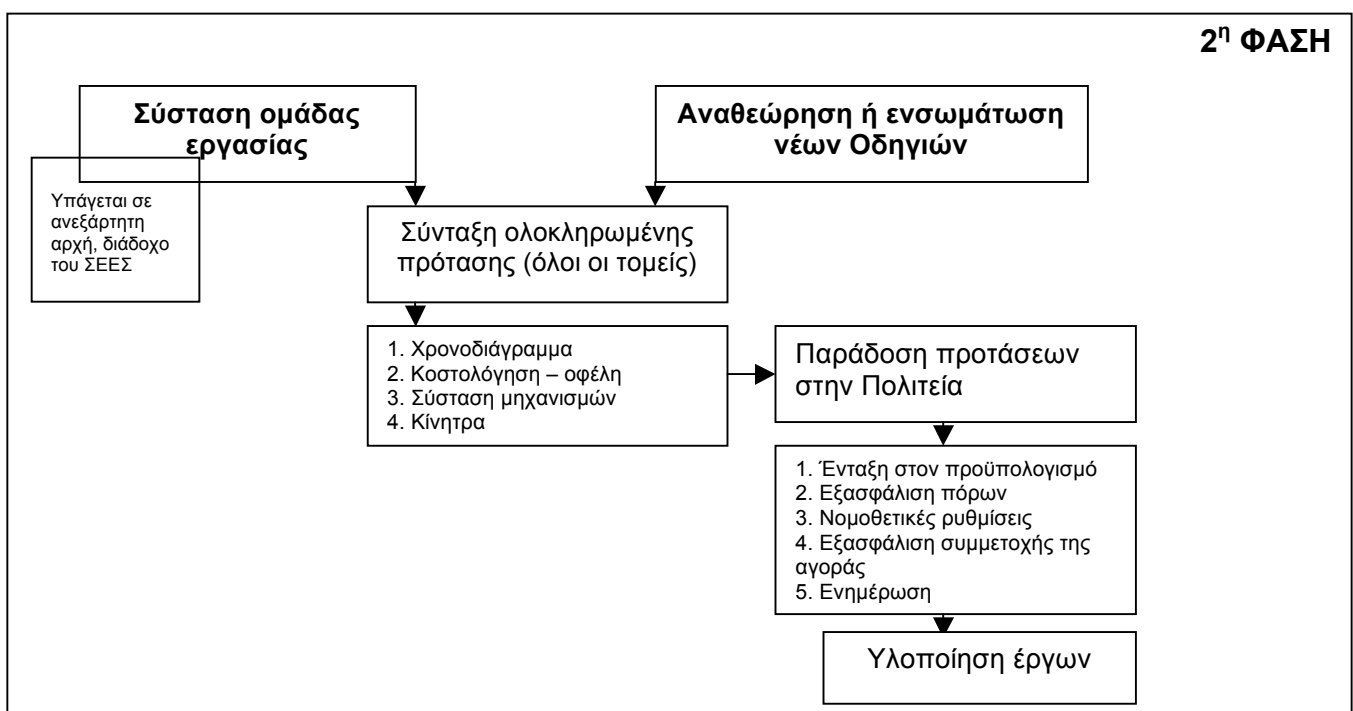 2η ΦΑΣΗ
Σύσταση ομάδας
εργασίας
Αναθεώρηση ή ενσωμάτωση
νέων Οδηγιών
Υπάγεται σε
ανεξάρτητη
αρχή, διάδοχο
του ΣΕΕΣ
Σύνταξη ολοκληρωμένης
πρότασης (όλοι οι τομείς)
1. Χρονοδιάγραμμα
2. Κοστολόγηση – οφέλη
3. Σύσταση μηχανισμών
4. Κίνητρα
Παράδοση προτάσεων
στην Πολιτεία
1. Ένταξη στον προϋπολογισμό
2. Εξασφάλιση πόρων
3. Νομοθετικές ρυθμίσεις
4. Εξασφάλιση συμμετοχής της
αγοράς
5. Ενημέρωση
Υλοποίηση έργων